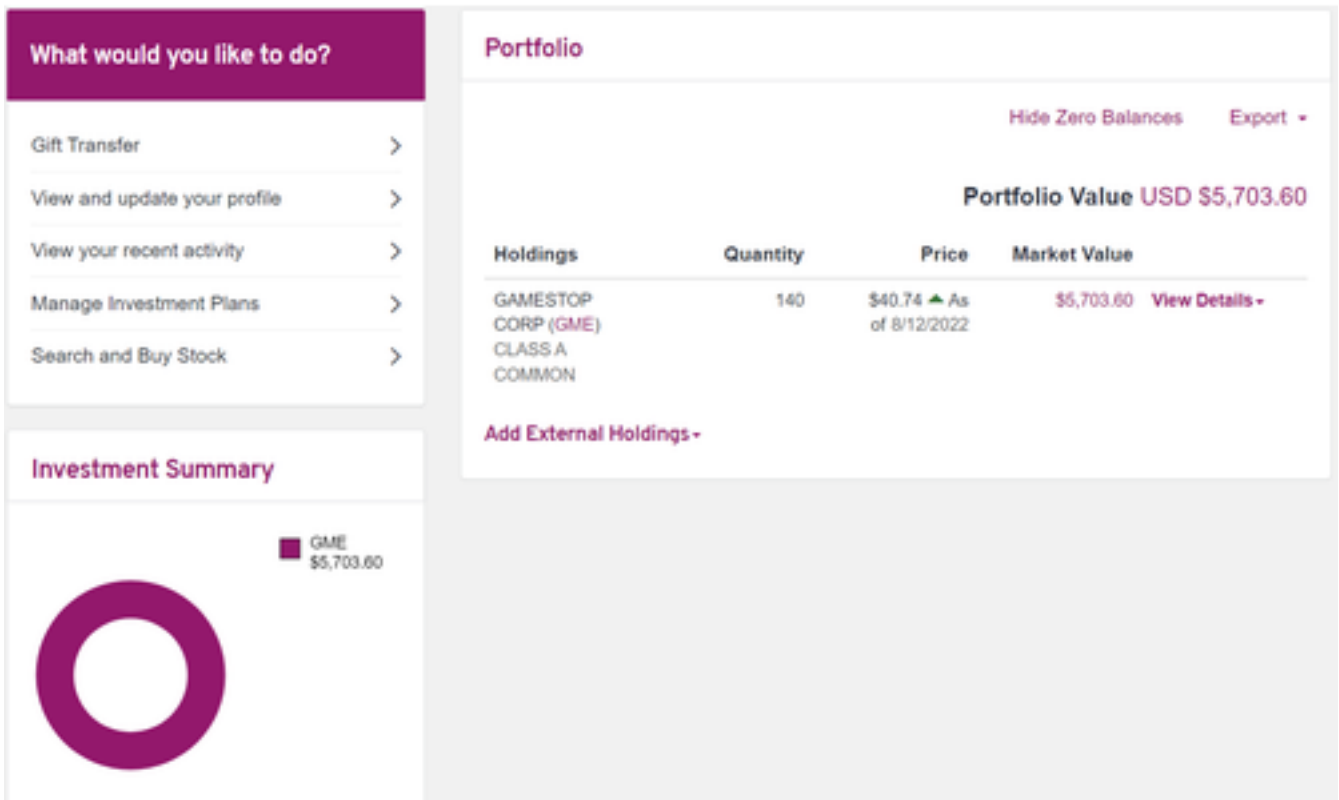 What would you like to do?
Gift Transfer
View and update your profile
View your recent activity
Manage Investment Plans
Search and Buy Stock
Investment Summary
GME
$5,703.60
Portfolio
Hide Zero Balances Export
Portfolio Value USD $5,703.60
Holdings Quantity Price Market Value
GAMESTOP 140 $40.74 As $5,703.60 View Details
CORP (GME) of 8/12/2022
CLASS A
COMMON
Add External Holdings